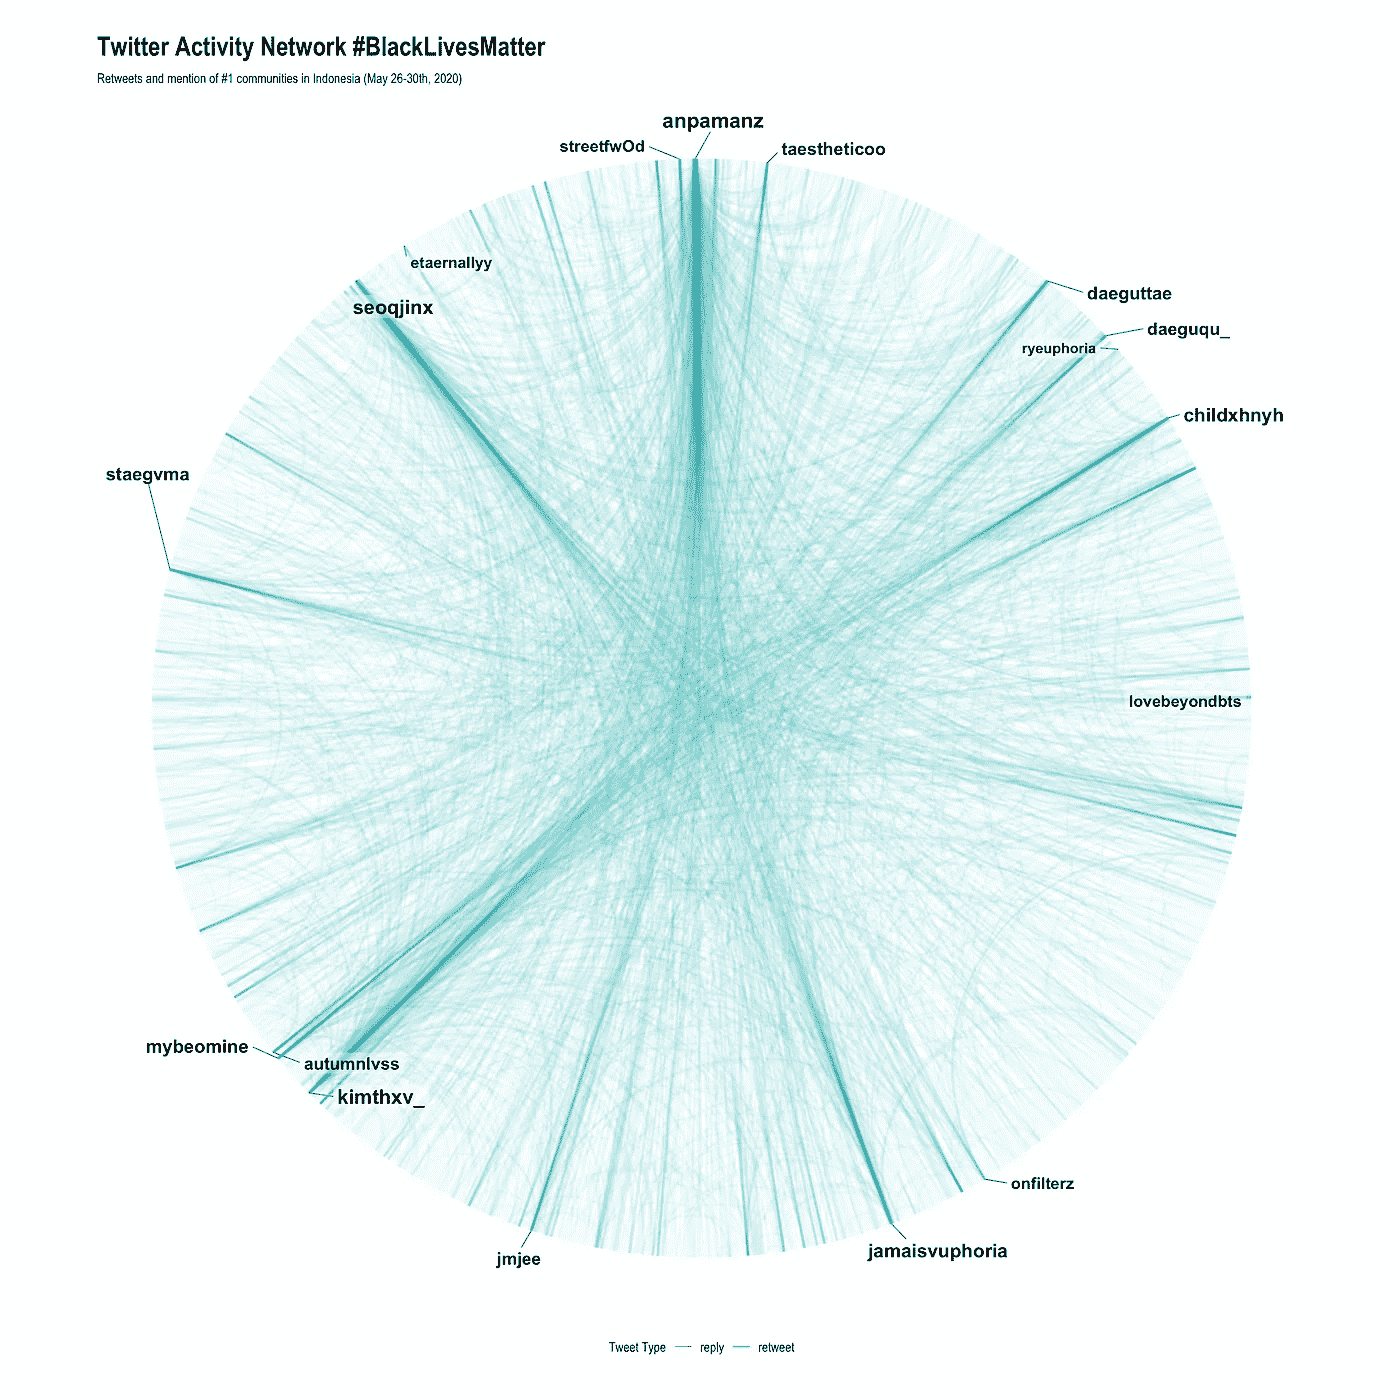 Twitter Activity Network #BlackLivesMatter
Retweets and mention of #1 communities in Indonesia (May 26-30th, 2020)
anpamanz
streetfwOd
taestheticoo
etaernallyy
seoqjinx
daeguttae
daeguqu_
ryeuphoria
childxhnyh
staegvma
lovebeyondbts
mybeomine
autumnlvss
kimthxv_
onfilterz
jamaisvuphoria
jmjee
Tweet Type reply retweet